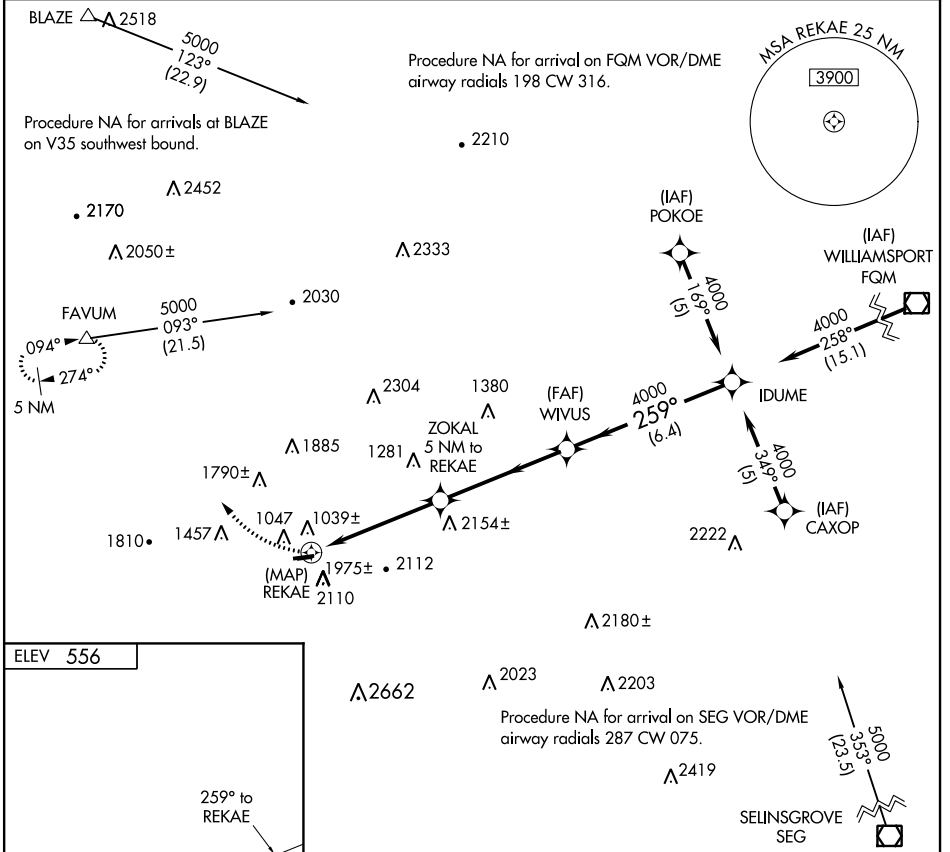 BLAZE
2518
5000
123°
(22.9)
Procedure NA for arrival on FQM VOR/DME
airway radials 198 CW 316.
MSA REKAE 25 NM
3900
Procedure NA for arrivals at BLAZE
on V35 southwest bound.
2210
2452
2170
2050±
2333
(IAF)
POKOE
4000
169°
(5)
(IAF)
WILLIAMSPORT
FQM
4000
258°
(15.1)
FAVUM
5000
093°
(21.5)
2030
094°
274°
5 NM
2304
1380
(FAF)
WIVUS
4000
259°
(6.4)
IDUME
ZOKAL
5 NM to
REKAE
1885
1281
1790±
4000
349°
(5)
(IAF)
CAXOP
1810
1457
1047
1039±
2154±
2222
(MAP)
REKAE
1975±
2112
2110
2180±
ELEV 556
2662
2023
2203
Procedure NA for arrival on SEG VOR/DME
airway radials 287 CW 075.
5000
353°
(23.5)
2419
259° to
REKAE
SELINSGROVE
SEG